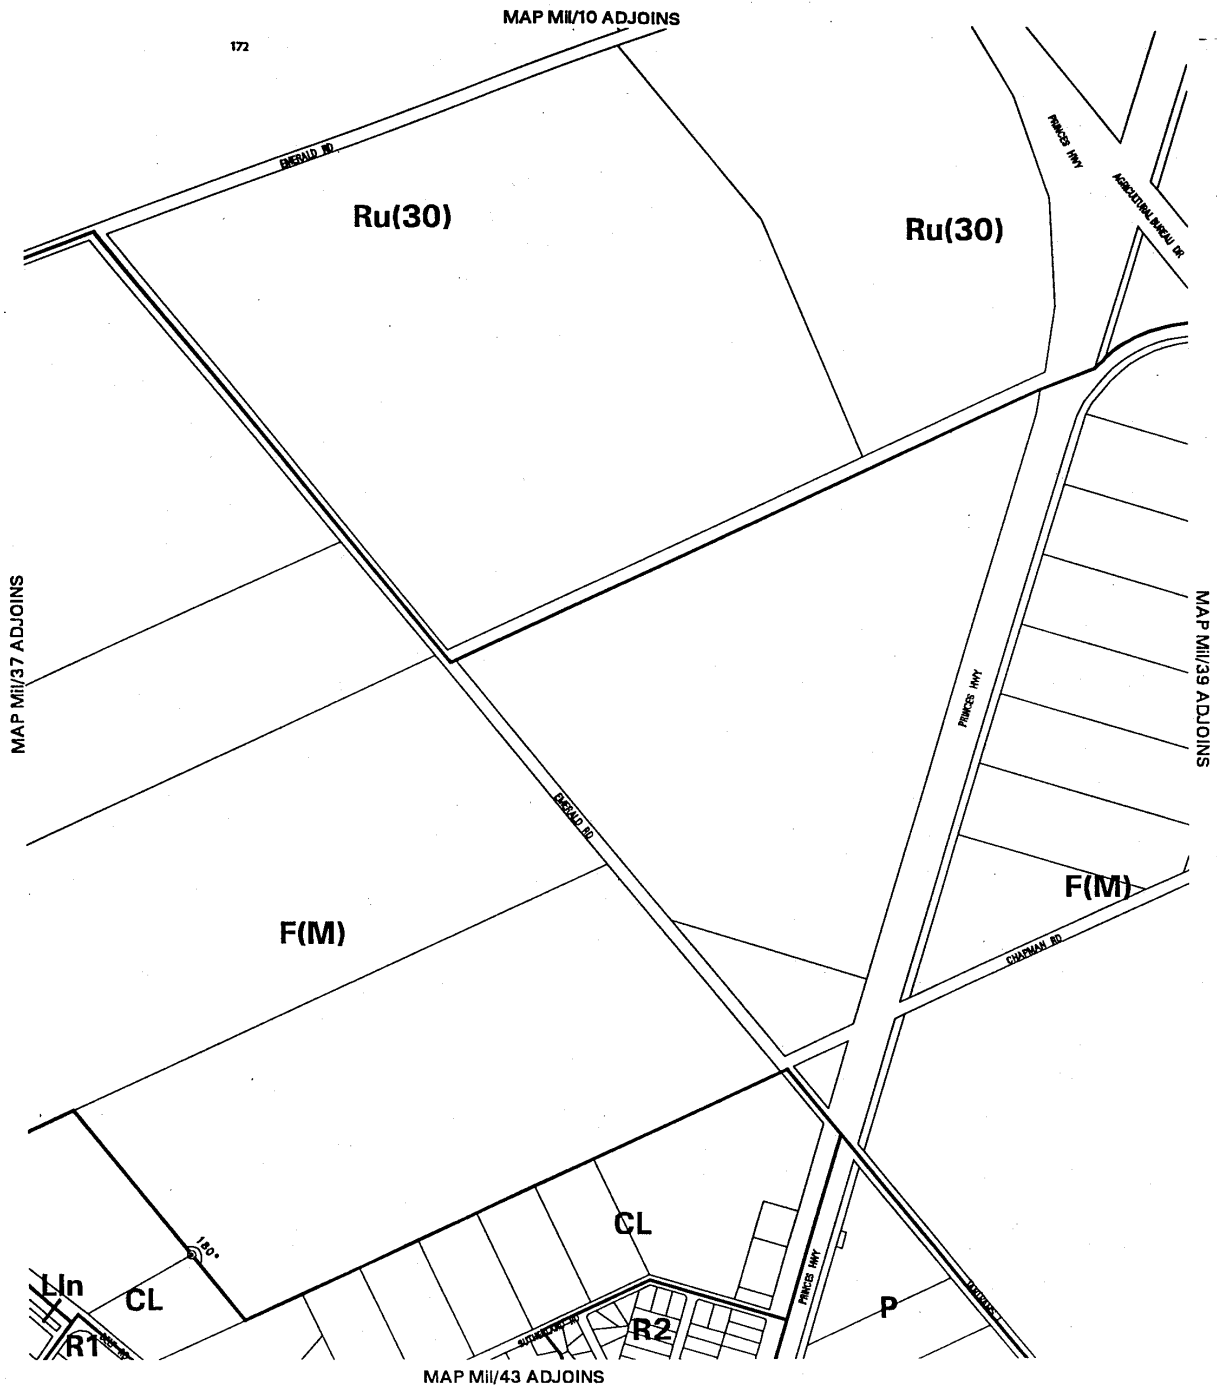 MAP Mil/10 ADJOINS
172
EMERALD RD
PRINCES HWY
AGRICULTURAL BUREAU DR
Ru(30)
Ru(30)
MAP Mil/37 ADJOINS
MAP Mil/39 ADJOINS
PRINCES HWY
EMERALD RD
F(M)
F(M)
CHAPMAN RD
180°
CL
PRINCES HWY
LIn
CL
P
R1
SUTHERLAND RD
R2
MAP Mil/43 ADJOINS